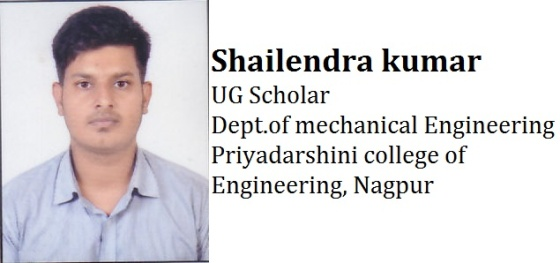 Shailendra kumar
UG Scholar
Dept.of mechanical Engineering
Priyadarshini college of
Engineering, Nagpur